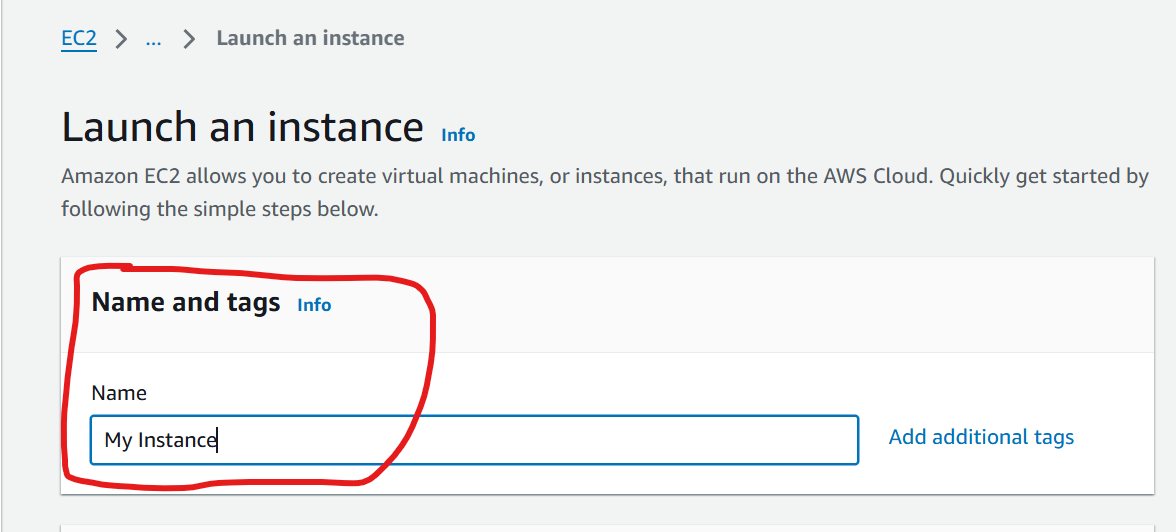 EC2 > ... > Launch an instance
Launch an instance Info
Amazon EC2 allows you to create virtual machines, or instances, that run on the AWS Cloud. Quickly get started by
following the simple steps below.
Name and tags Info
Name
My Instance
Add additional tags